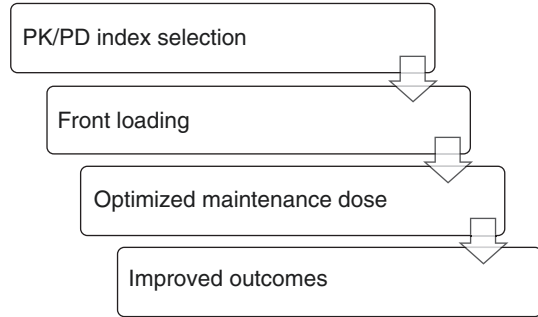 PK/PD index selection
Front loading
Optimized maintenance dose
Improved outcomes